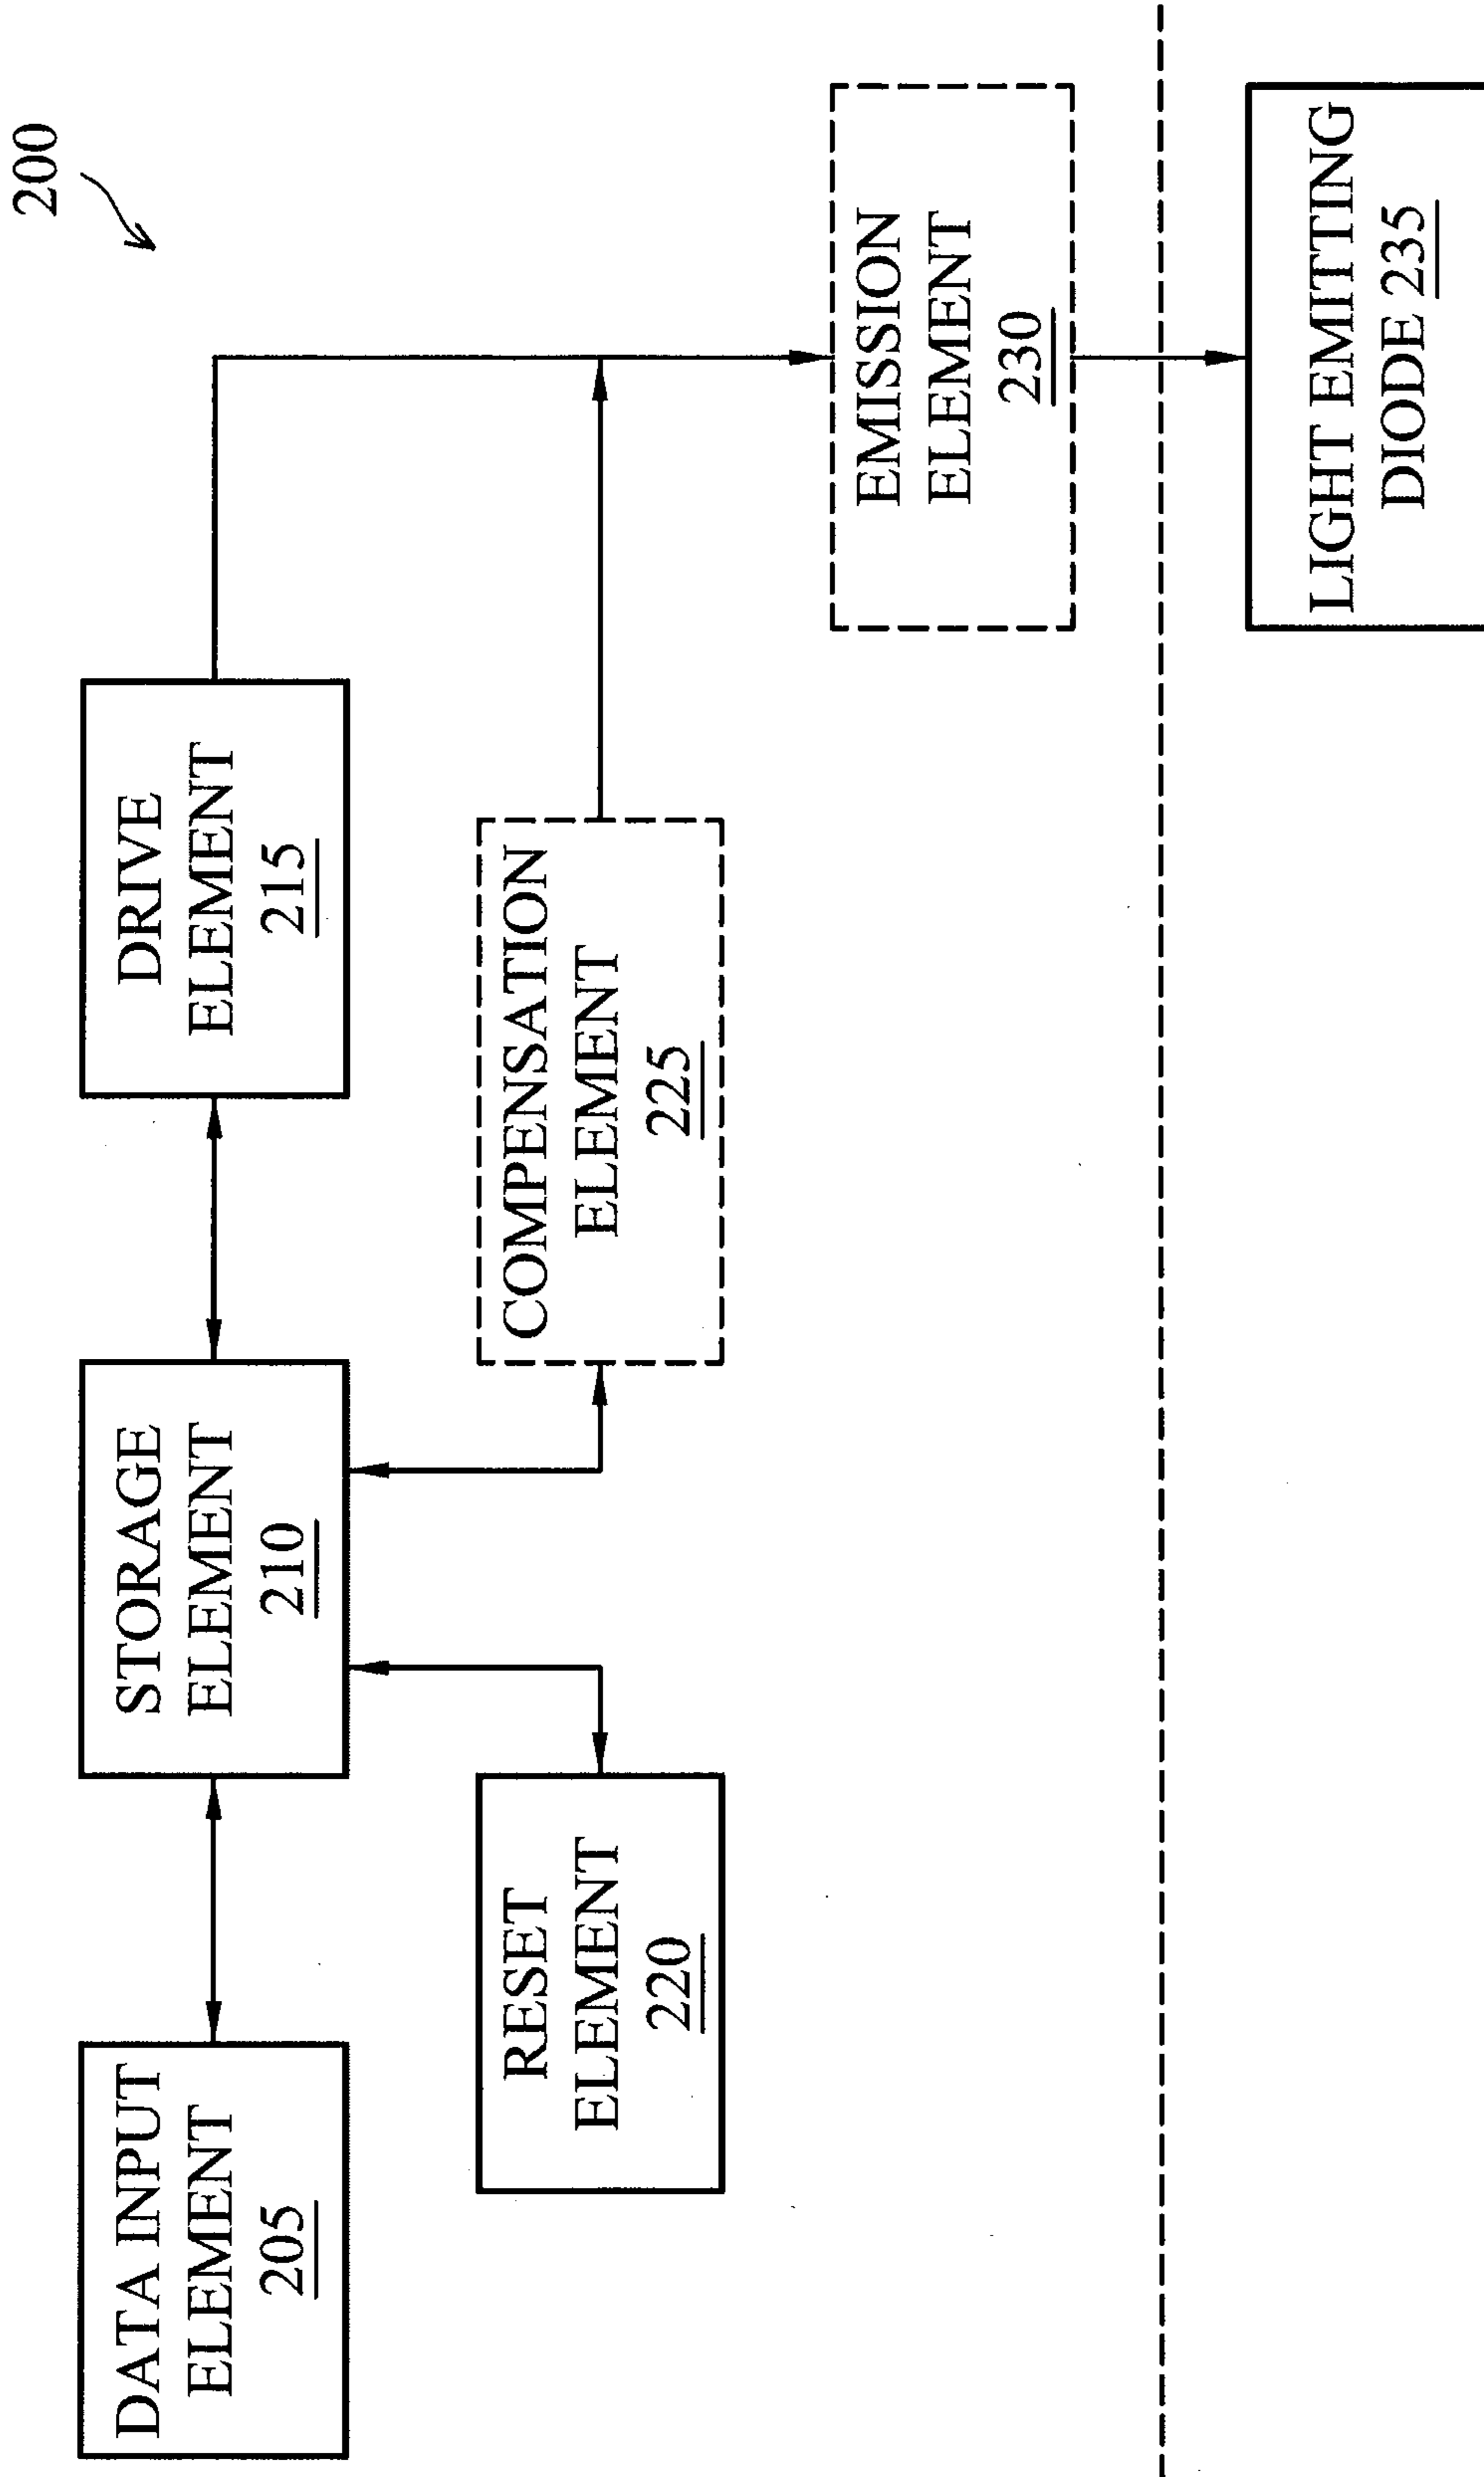 200
DATA INPUT
ELEMENT
205
STORAGE
ELEMENT
210
DRIVE
ELEMENT
215
RESET
ELEMENT
220
COMPENSATION
ELEMENT
225
EMISSION
ELEMENT
230
LIGHT EMITTING
DIODE 235